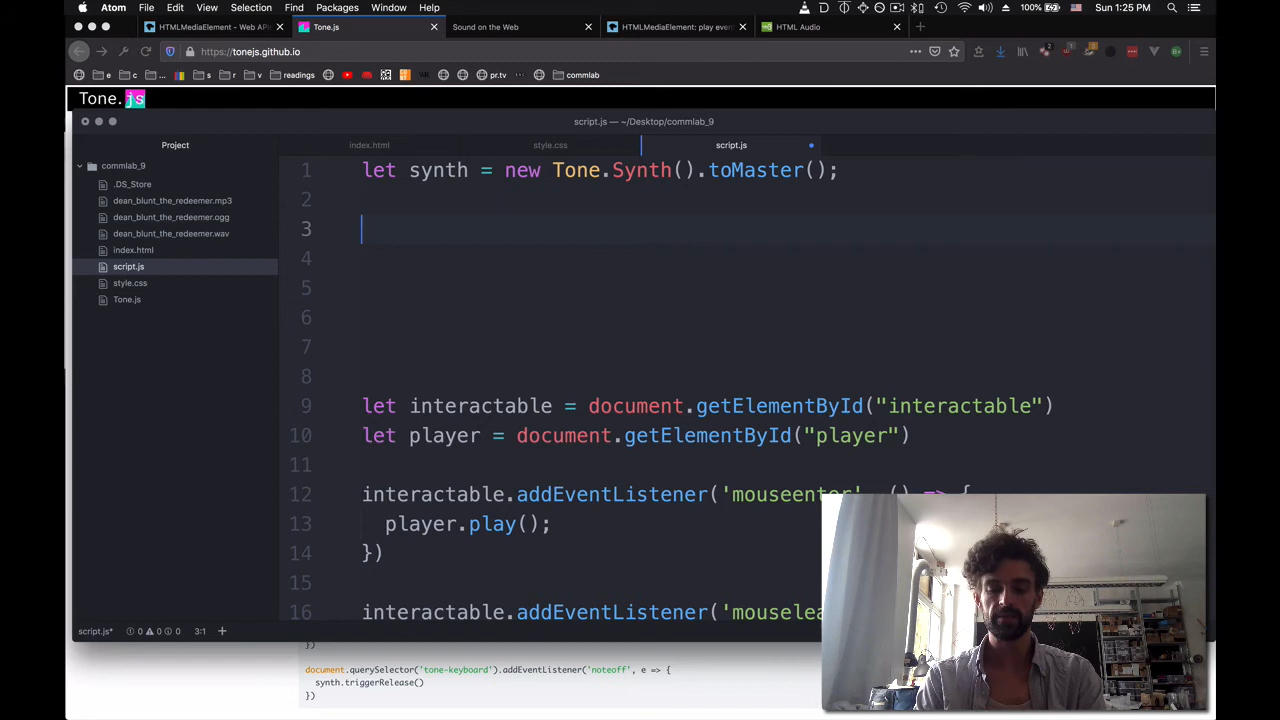 Atom File Edit View Selection Find Packages Window Help 100% Sun 1:25 PM
HTMLMediaElement - Web API Tone.js Sound on the Web HTMLMediaElement: play even HTML Audio
https://tonejs.github.io
e c ... s r v readings pr.tv commlab
Tone.js
script.js — ~/Desktop/commlab_9
Project index.html style.css script.js
commlab_9
.DS_Store
dean_blunt_the_redeemer.mp3
dean_blunt_the_redeemer.ogg
dean_blunt_the_redeemer.wav
index.html
script.js
style.css
Tone.js
1 let synth = new Tone.Synth().toMaster();
2
3
4
5
6
7
8
9 let interactable = document.getElementById("interactable")
10 let player = document.getElementById("player")
11
12 interactable.addEventListener('mouseenter', () => {
13 player.play();
14 })
15
16 interactable.addEventListener('mouselea
script.js* 0 0 0 3:1
})
document.querySelector('tone-keyboard').addEventListener('noteoff', e => {
synth.triggerRelease()
})